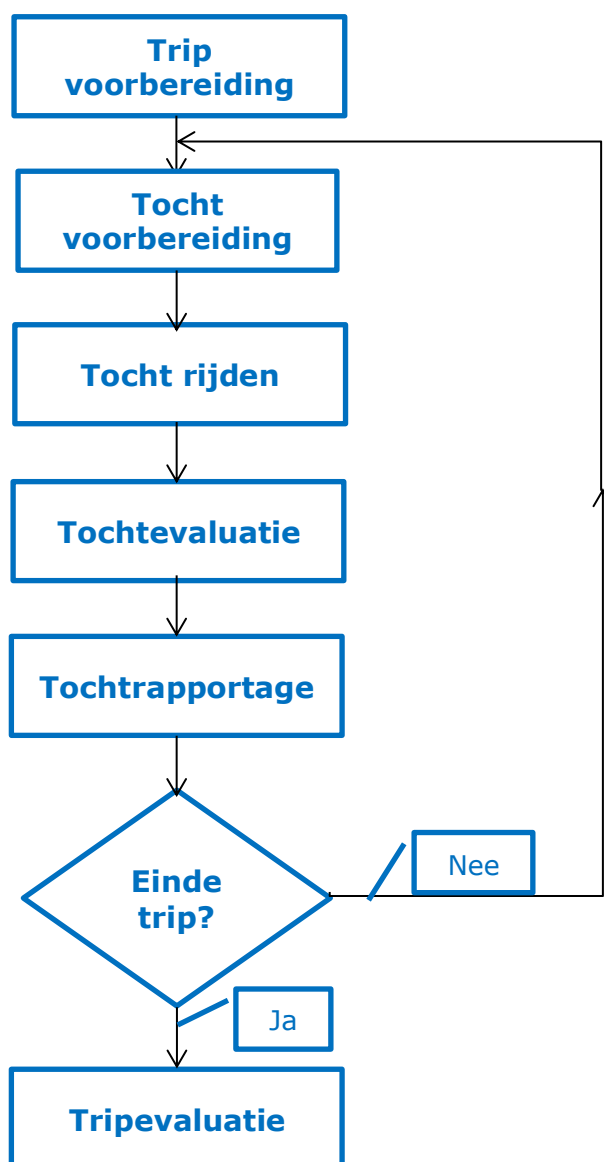 Trip
voorbereiding
Tocht
voorbereiding
Tocht rijden
Tochtevaluatie
Tochtrapportage
Einde
trip?
Nee
Ja
Tripevaluatie